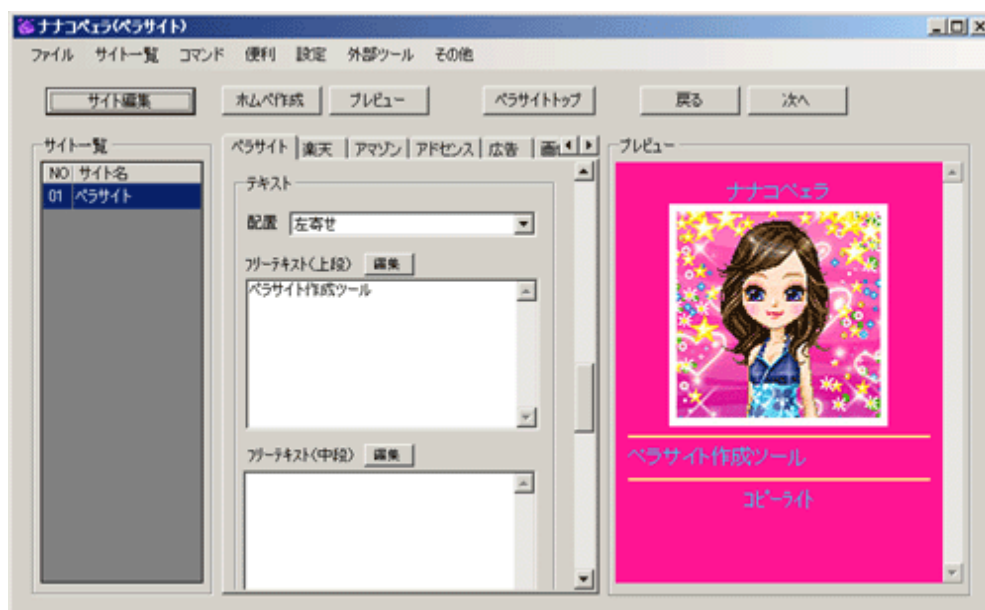 ナナコペェラ(ペラサイト)
ファイル サイト一覧 コマンド 便利 設定 外部ツール その他
サイト編集 ホムペ作成 プレビュー ペラサイトトップ 戻る 次へ
サイト一覧
NO サイト名
01 ペラサイト
ペラサイト 楽天 アマゾン アドセンス 広告
テキスト
配置 左寄せ
フリーテキスト(上段) 編集
ペラサイト作成ツール
フリーテキスト(中段) 編集
プレビュー
ナナコペェラ
ペラサイト作成ツール
コピーライト